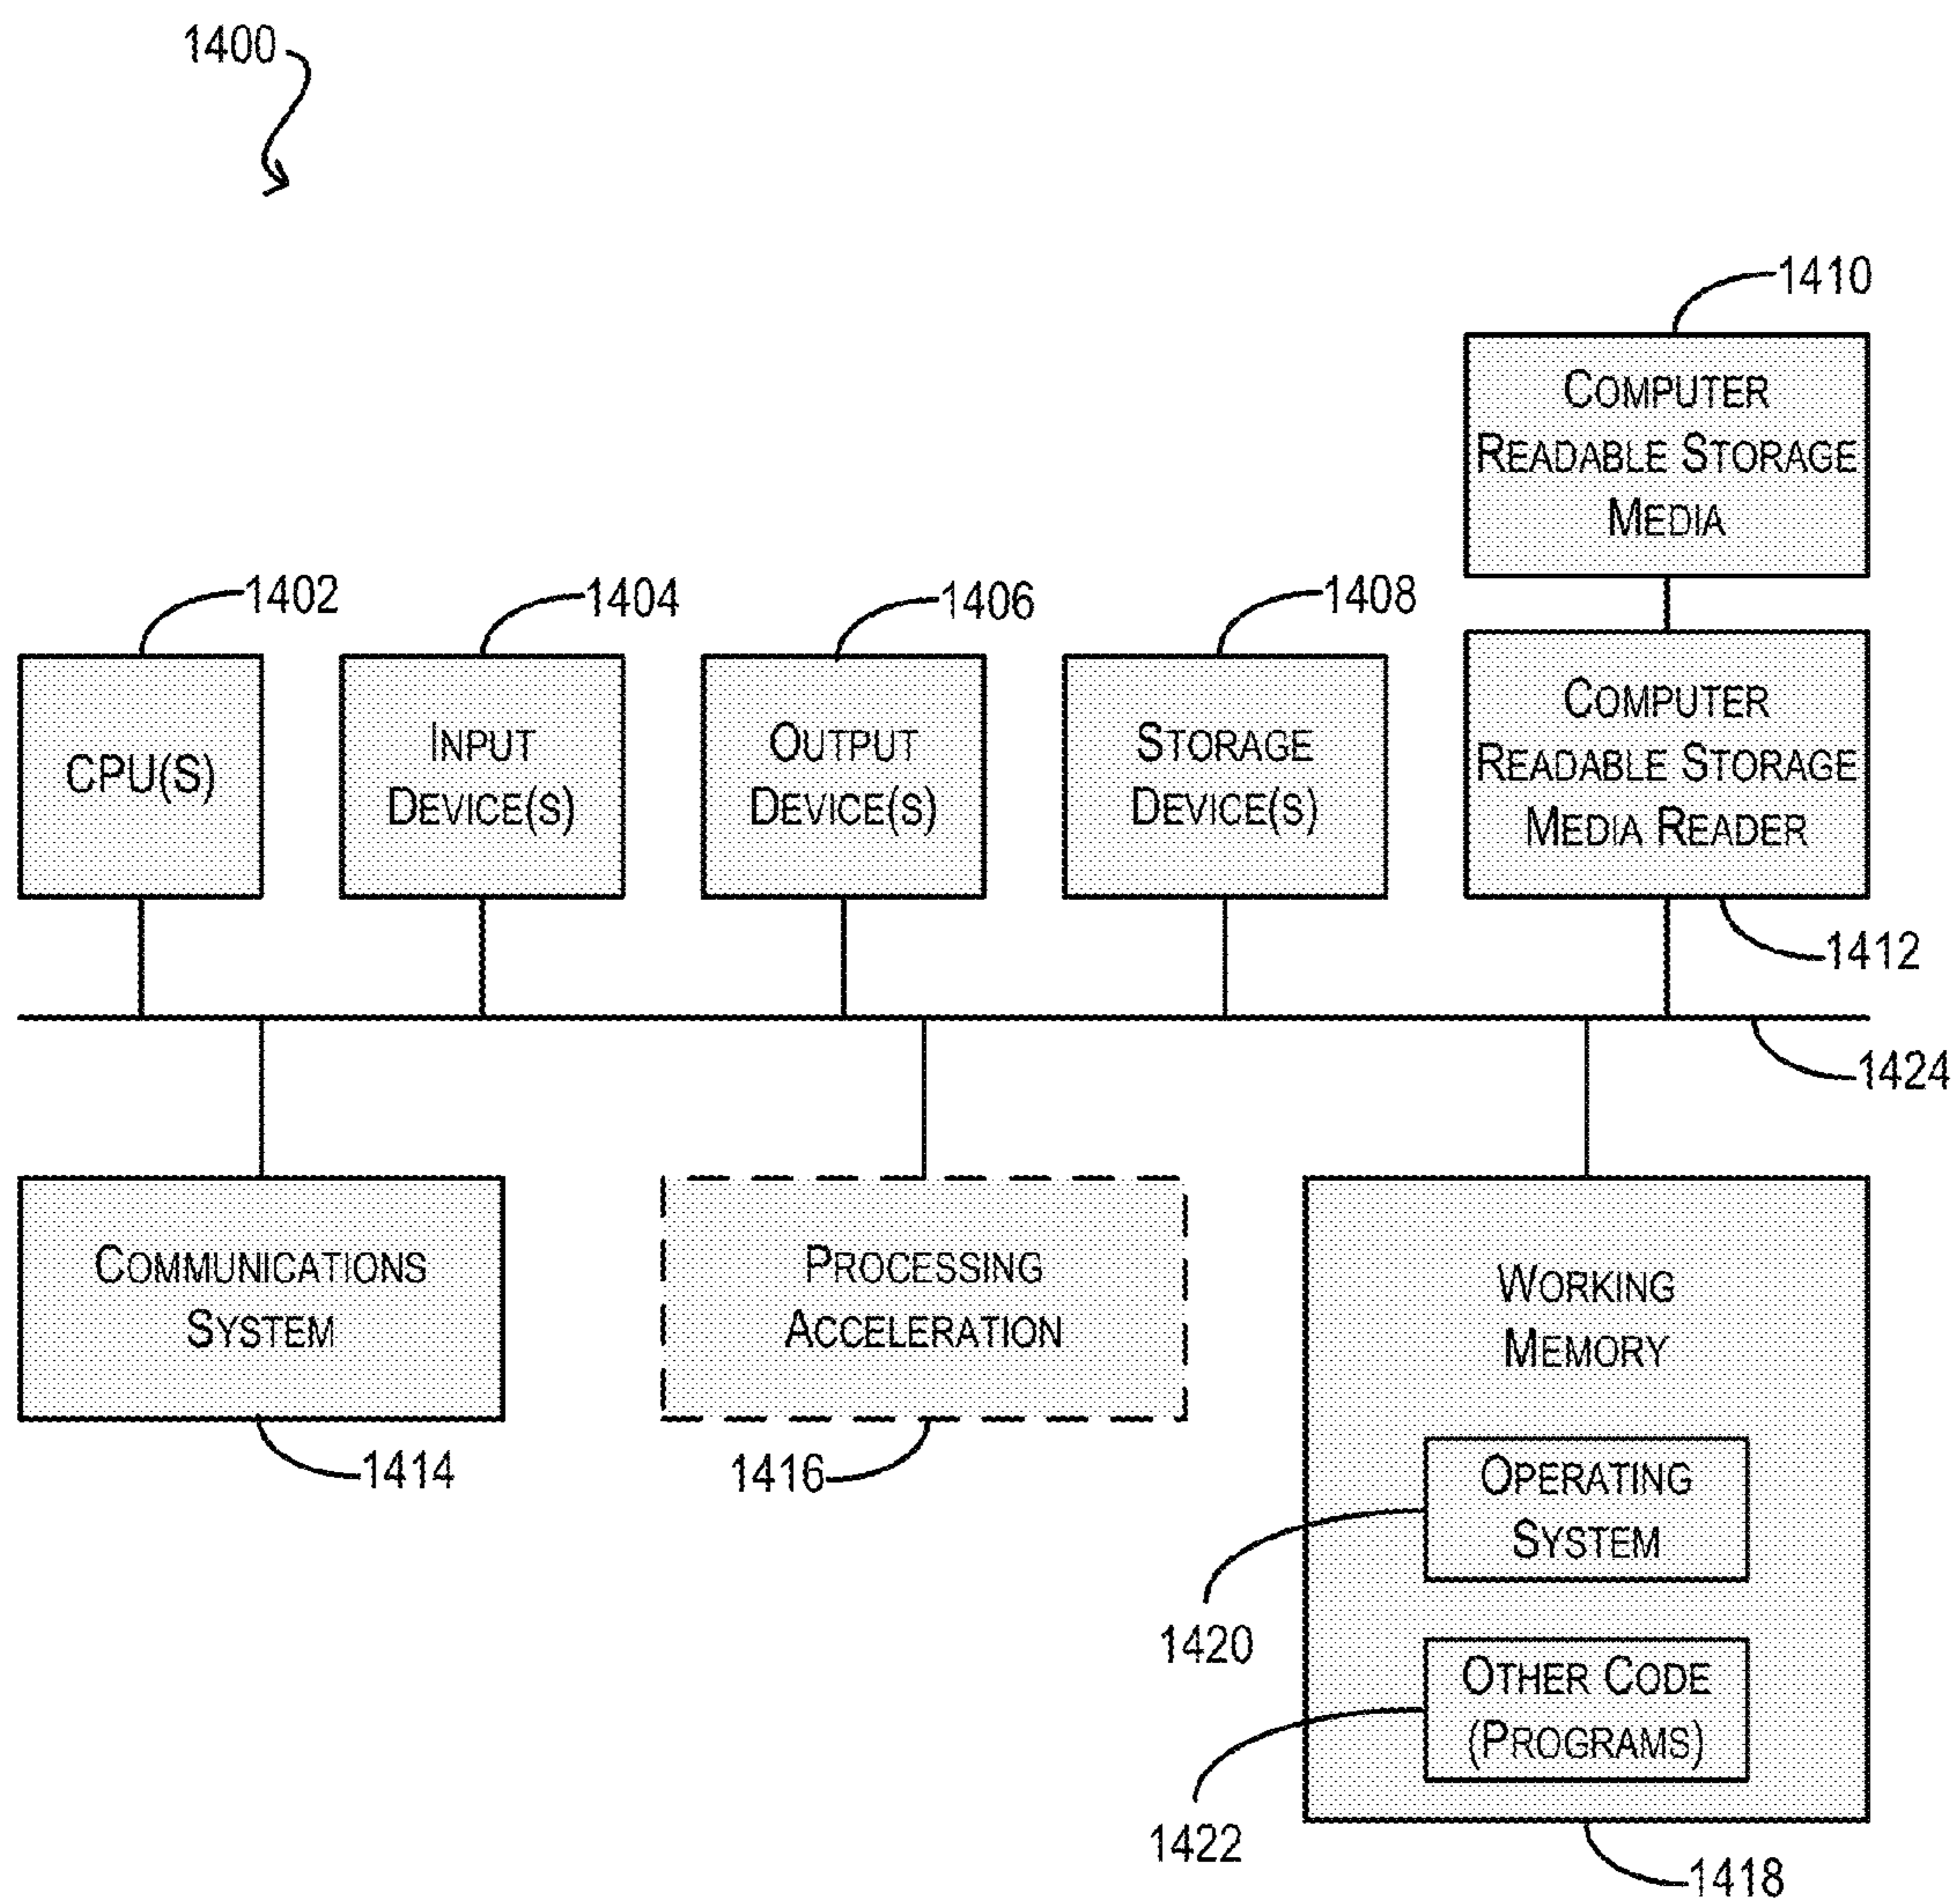 1400
1410
COMPUTER
READABLE STORAGE
MEDIA
1402
1404
1406
1408
CPU(S)
INPUT
DEVICE(S)
OUTPUT
DEVICE(S)
STORAGE
DEVICE(S)
COMPUTER
READABLE STORAGE
MEDIA READER
1412
1424
COMMUNICATIONS
SYSTEM
1414
PROCESSING
ACCELERATION
1416
WORKING
MEMORY
OPERATING
SYSTEM
1420
OTHER CODE
(PROGRAMS)
1422
1418